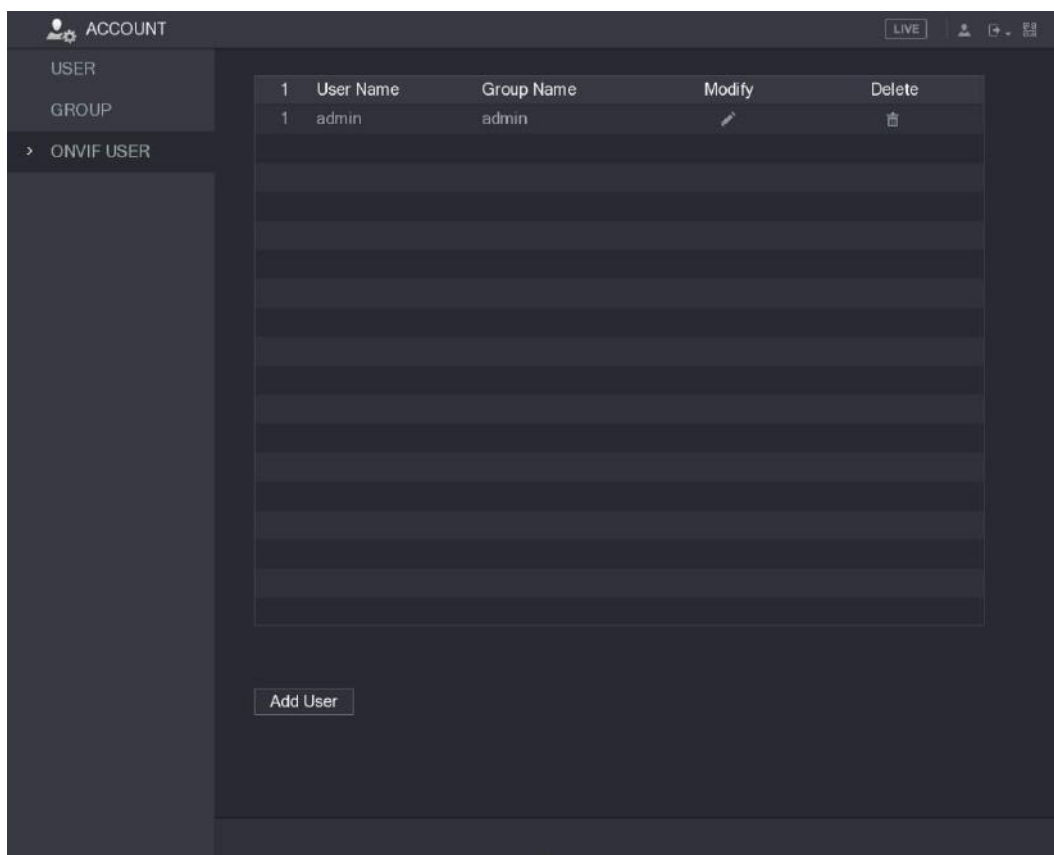 ACCOUNT
LIVE
USER
GROUP
> ONVIF USER
1 User Name Group Name Modify Delete
1 admin admin
Add User